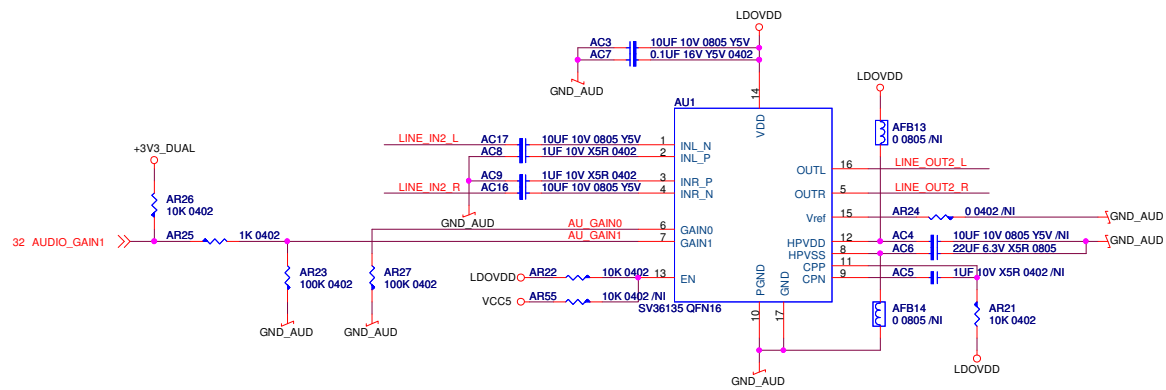 LDOVDD
AC3 10UF 10V 0805 Y5V
AC7 0.1UF 16V Y5V 0402
GND_AUD
14
LDOVDD
AU1
VDD
AFB13
0 0805 /NI
LINE_IN2_L AC17 10UF 10V 0805 Y5V 1 INL_N
AC8 1UF 10V X5R 0402 2 INL_P
+3V3_DUAL
OUTL 16 LINE_OUT2_L
AC9 1UF 10V X5R 0402 3 INR_P
LINE_IN2_R AC16 10UF 10V 0805 Y5V 4 INR_N
OUTR 5 LINE_OUT2_R
AR26
10K 0402
GND_AUD
Vref 15 AR24 0 0402 /NI GND_AUD
AU_GAIN0 6 GAIN0
32 AUDIO_GAIN1 AR25 1K 0402 AU_GAIN1 7 GAIN1
HPVDD 12 AC4 10UF 10V 0805 Y5V /NI GND_AUD
HPVSS 8 AC6 22UF 6.3V X5R 0805
CPP 11
CPN 9 AC5 1UF 10V X5R 0402 /NI
AR23
100K 0402
AR27
100K 0402
LDOVDD AR22 10K 0402 13 EN
VCC5 AR55 10K 0402 /NI
PGND
GND
SV36135 QFN16
10
17
AFB14
0 0805 /NI
AR21
10K 0402
GND_AUD
GND_AUD
LDOVDD
GND_AUD